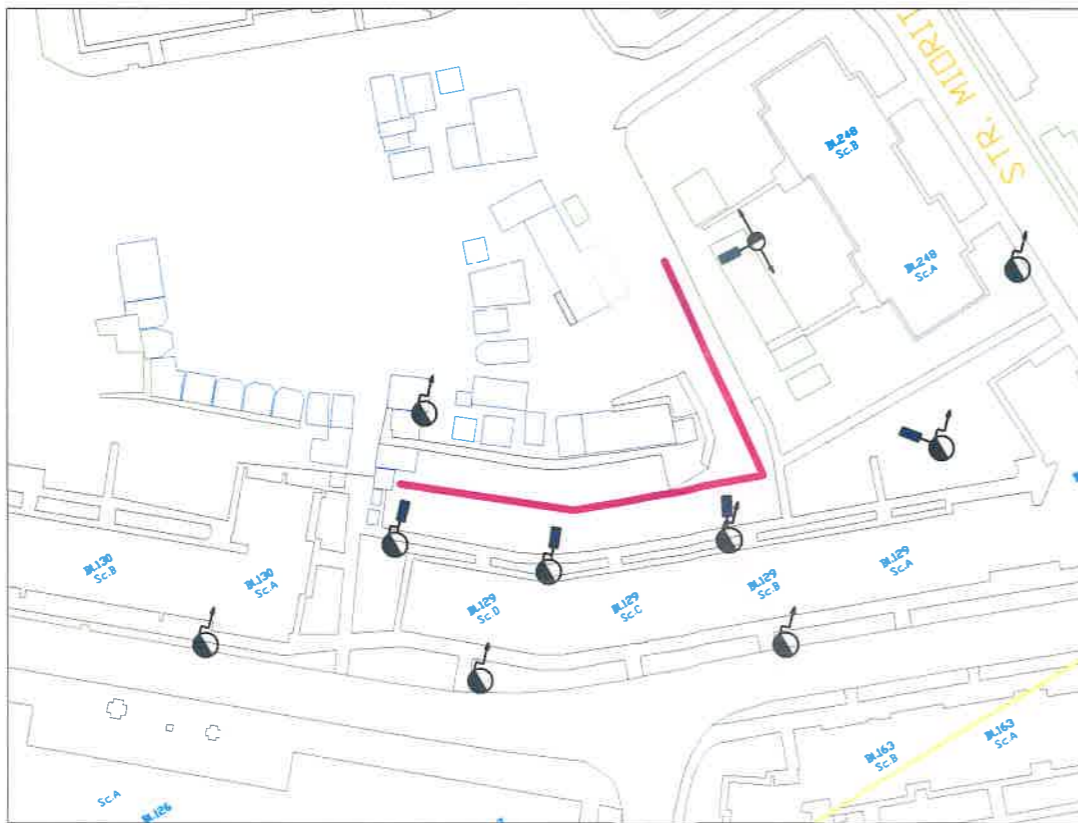 STR. MIORIT
BL.248
Sc.B
BL.248
Sc.A
BL.130
Sc.B
BL.130
Sc.A
BL.129
Sc.D
BL.129
Sc.C
BL.129
Sc.B
BL.129
Sc.A
BL.163
Sc.B
BL.163
Sc.A
Sc.A
BL.126